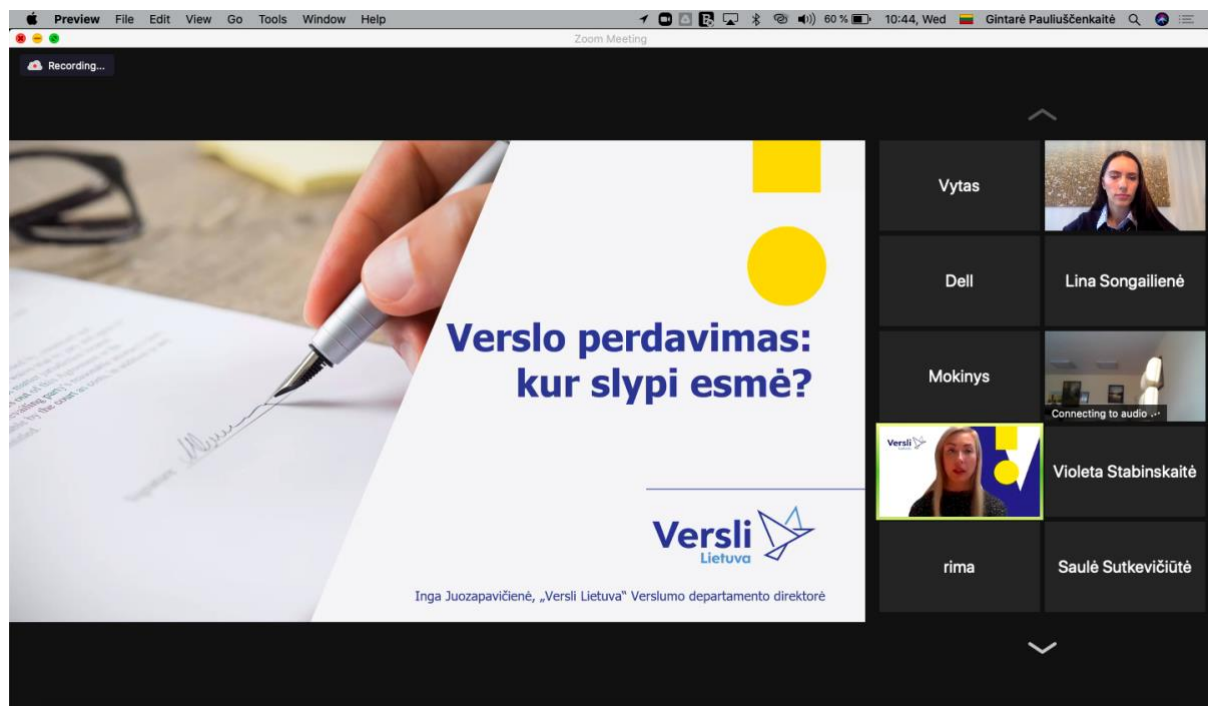 Preview File Edit View Go Tools Window Help 60 % 10:44, Wed Gintarė Pauliuščenkaitė
Zoom Meeting
Recording...
Verslo perdavimas:
kur slypi esmė?
Versli
Lietuva
Inga Juozapavičienė, „Versli Lietuva“ Verslumo departamento direktorė
Vytas
Dell
Lina Songailienė
Mokinys
Connecting to audio ...
Versli
Violeta Stabinskaitė
rima
Saulė Sutkevičiūtė